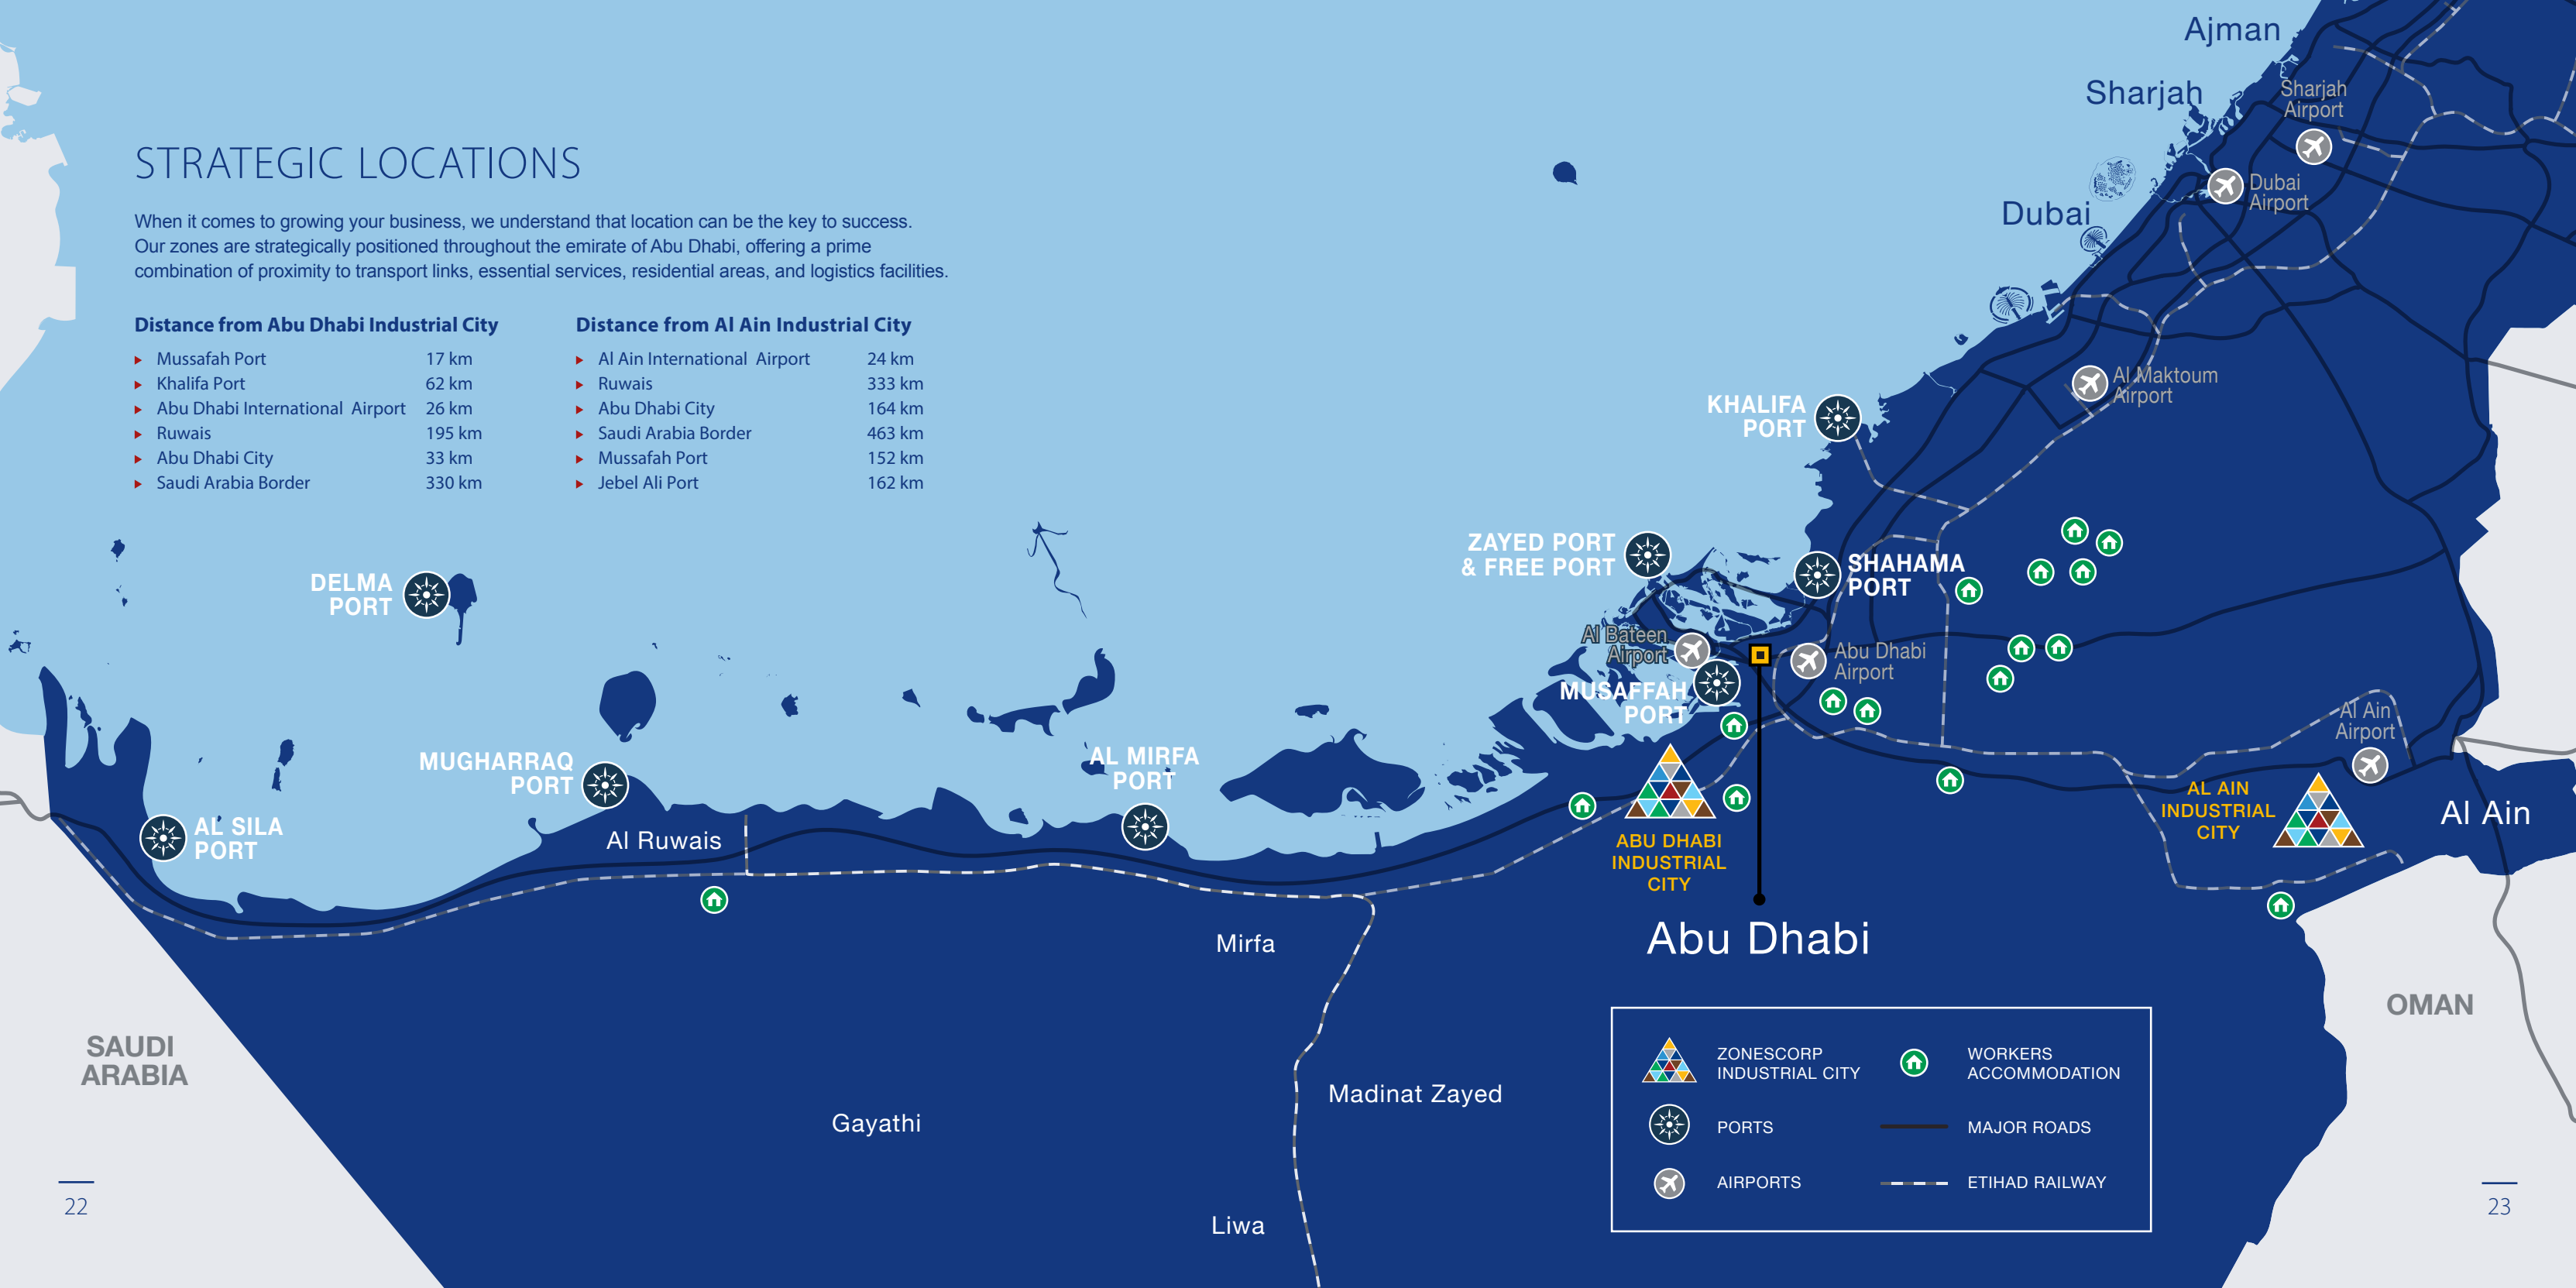 STRATEGIC LOCATIONS
When it comes to growing your business, we understand that location can be the key to success.
Our zones are strategically positioned throughout the emirate of Abu Dhabi, offering a prime
combination of proximity to transport links, essential services, residential areas, and logistics facilities.
Distance from Abu Dhabi Industrial City
Mussafah Port 17 km
Khalifa Port 62 km
Abu Dhabi International Airport 26 km
Ruwais 195 km
Abu Dhabi City 33 km
Saudi Arabia Border 330 km
Distance from Al Ain Industrial City
Al Ain International Airport 24 km
Ruwais 333 km
Abu Dhabi City 164 km
Saudi Arabia Border 463 km
Mussafah Port 152 km
Jebel Ali Port 162 km
Ajman
Sharjah
Sharjah
Airport
Dubai
Airport
Dubai
Al Maktoum
Airport
KHALIFA
PORT
ZAYED PORT
& FREE PORT
SHAHAMA
PORT
DELMA
PORT
Al Bateen
Airport
Abu Dhabi
Airport
MUSAFFAH
PORT
Al Ain
Airport
MUGHARRAQ
PORT
AL MIRFA
PORT
AL SILA
PORT
Al Ruwais
ABU DHABI
INDUSTRIAL
CITY
AL AIN
INDUSTRIAL
CITY
Al Ain
Mirfa
Abu Dhabi
OMAN
SAUDI
ARABIA
Madinat Zayed
Gayathi
Liwa
ZONESCORP
INDUSTRIAL CITY
PORTS
AIRPORTS
WORKERS
ACCOMMODATION
MAJOR ROADS
ETIHAD RAILWAY
22
23